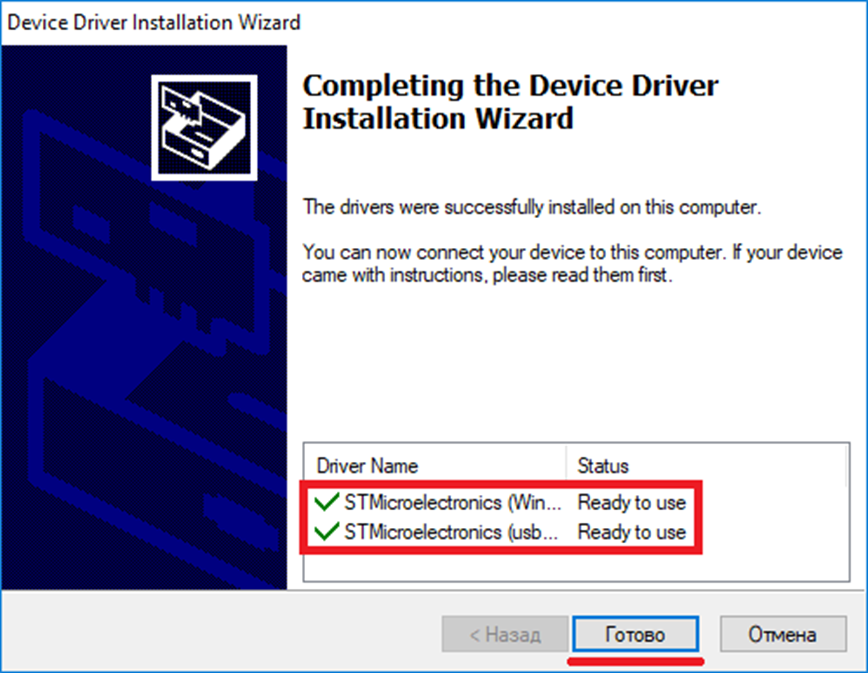 Device Driver Installation Wizard
Completing the Device Driver
Installation Wizard
The drivers were successfully installed on this computer.
You can now connect your device to this computer. If your device
came with instructions, please read them first.
Driver Name Status
STMicroelectronics (Win... Ready to use
STMicroelectronics (usb... Ready to use
< Назад Готово Отмена